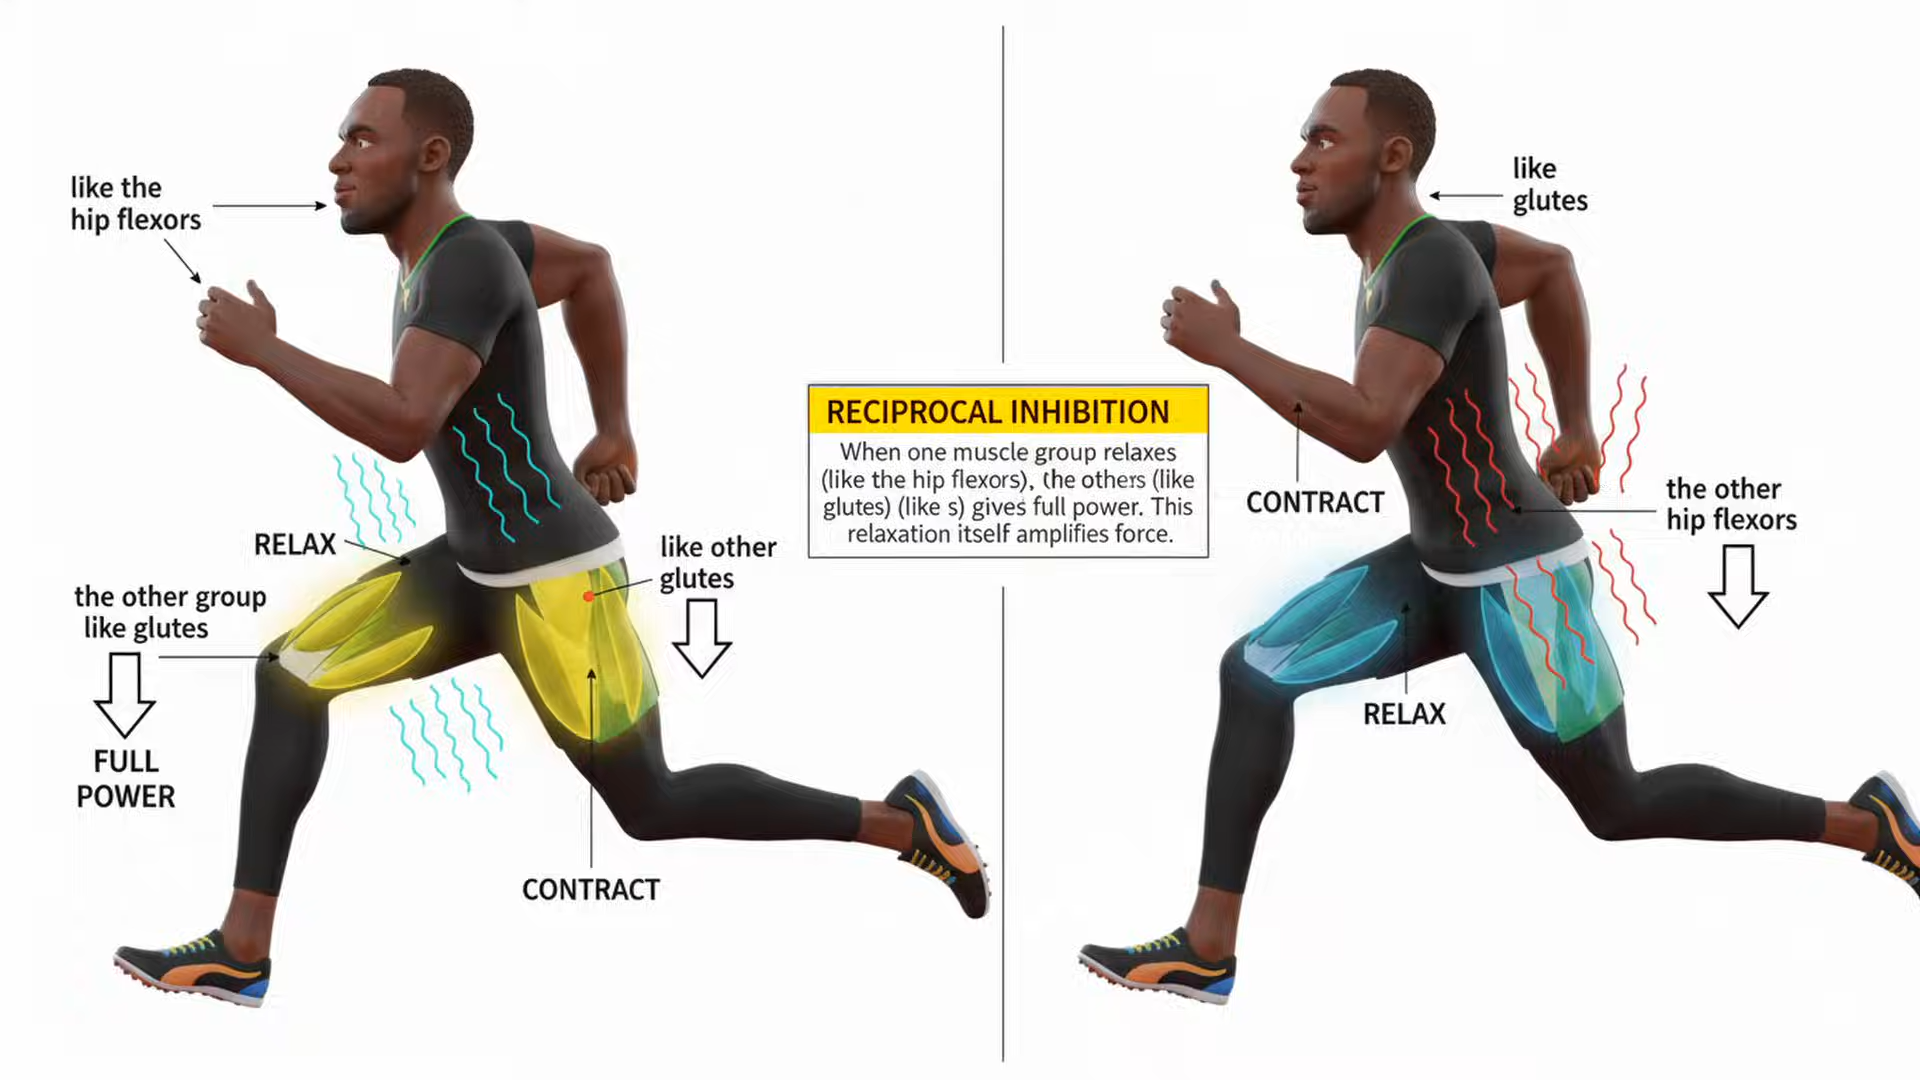 like the
hip flexors
RELAX
the other group
like glutes
FULL
POWER
like other
glutes
CONTRACT
RECIPROCAL INHIBITION
When one muscle group relaxes
(like the hip flexors), the others (like
glutes) (like s) gives full power. This
relaxation itself amplifies force.
like
glutes
CONTRACT
the other
hip flexors
RELAX